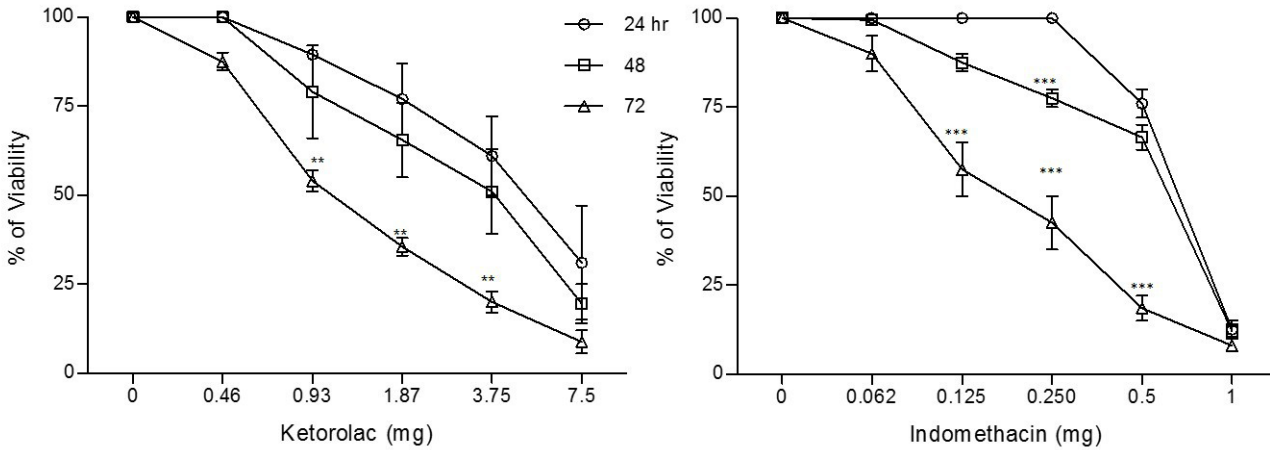 100
75
50
25
0
% of Viability
0 0.46 0.93 1.87 3.75 7.5
Ketorolac (mg)
**
**
**
24 hr
48
72
100
75
50
25
0
% of Viability
0 0.062 0.125 0.250 0.5 1
Indomethacin (mg)
***
***
***
***